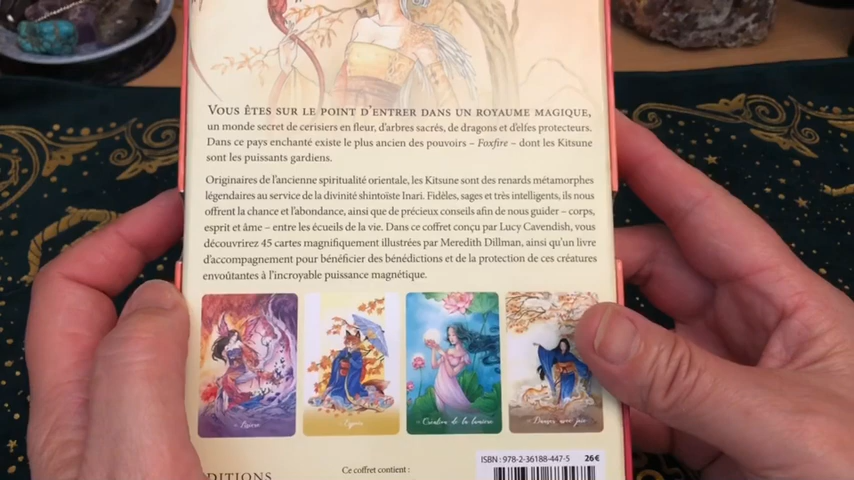 VOUS ÊTES SUR LE POINT D'ENTRER DANS UN ROYAUME MAGIQUE,
un monde secret de cerisiers en fleur, d'arbres sacrés, de dragons et d'elfes protecteurs.
Dans ce pays enchanté existe le plus ancien des pouvoirs – Foxfire – dont les Kitsune
sont les puissants gardiens.
Originaires de l'ancienne spiritualité orientale, les Kitsune sont des renards métamorphes
légendaires au service de la divinité shintoïste Inari. Fidèles, sages et très intelligents, ils nous
offrent la chance et l'abondance, ainsi que de précieux conseils afin de nous guider – corps,
esprit et âme – entre les écueils de la vie. Dans ce coffret conçu par Lucy Cavendish, vous
découvrirez 45 cartes magnifiquement illustrées par Meredith Dillman, ainsi qu'un livre
d'accompagnement pour bénéficier des bénédictions et de la protection de ces créatures
envoûtantes à l'incroyable puissance magnétique.
Création de la lumière
Danser avec joie
DITIONS
Ce coffret contient :
ISBN : 978-2-36188-447-5 26 €